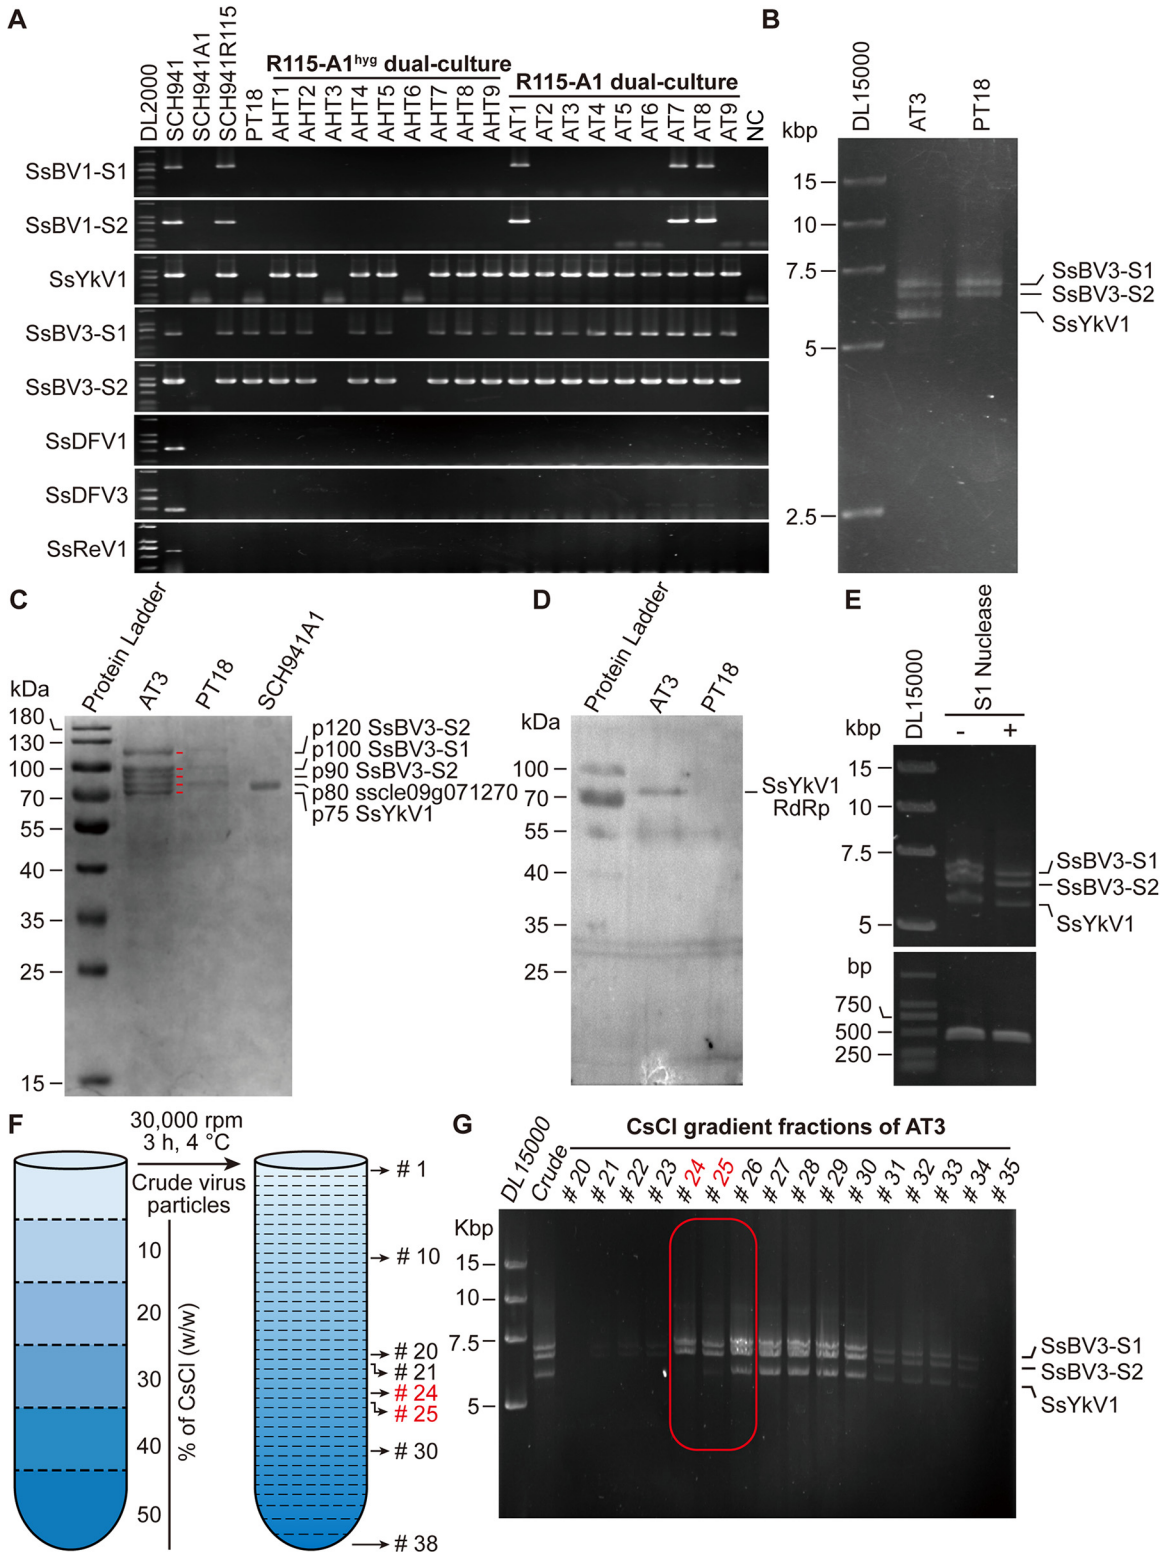 A
DL2000
SCH941
SCH941A1
SCH941R115
PT18
R115-A1hyg dual-culture
AHT1
AHT2
AHT3
AHT4
AHT5
AHT6
AHT7
AHT8
AHT9
R115-A1 dual-culture
AT1
AT2
AT3
AT4
AT5
AT6
AT7
AT8
AT9
NC
SsBV1-S1
SsBV1-S2
SsYkV1
SsBV3-S1
SsBV3-S2
SsDFV1
SsDFV3
SsReV1
B
DL15000
AT3
PT18
kbp
15
10
7.5
5
2.5
SsBV3-S1
SsBV3-S2
SsYkV1
C
Protein Ladder
AT3
PT18
SCH941A1
kDa
180
130
100
70
55
40
35
25
15
p120 SsBV3-S2
p100 SsBV3-S1
p90 SsBV3-S2
p80 sscle09g071270
p75 SsYkV1
D
Protein Ladder
AT3
PT18
kDa
100
70
55
40
35
25
SsYkV1
RdRp
E
DL15000
S1 Nuclease
- +
kbp
15
10
7.5
5
SsBV3-S1
SsBV3-S2
SsYkV1
bp
750
500
250
F
30,000 rpm
3 h, 4 °C
Crude virus
particles
10
20
30
40
50
% of CsCl (w/w)
# 1
# 10
# 20
# 21
# 24
# 25
# 30
# 38
G
CsCl gradient fractions of AT3
DL15000
Crude
# 20
# 21
# 22
# 23
# 24
# 25
# 26
# 27
# 28
# 29
# 30
# 31
# 32
# 33
# 34
# 35
Kbp
15
10
7.5
5
SsBV3-S1
SsBV3-S2
SsYkV1